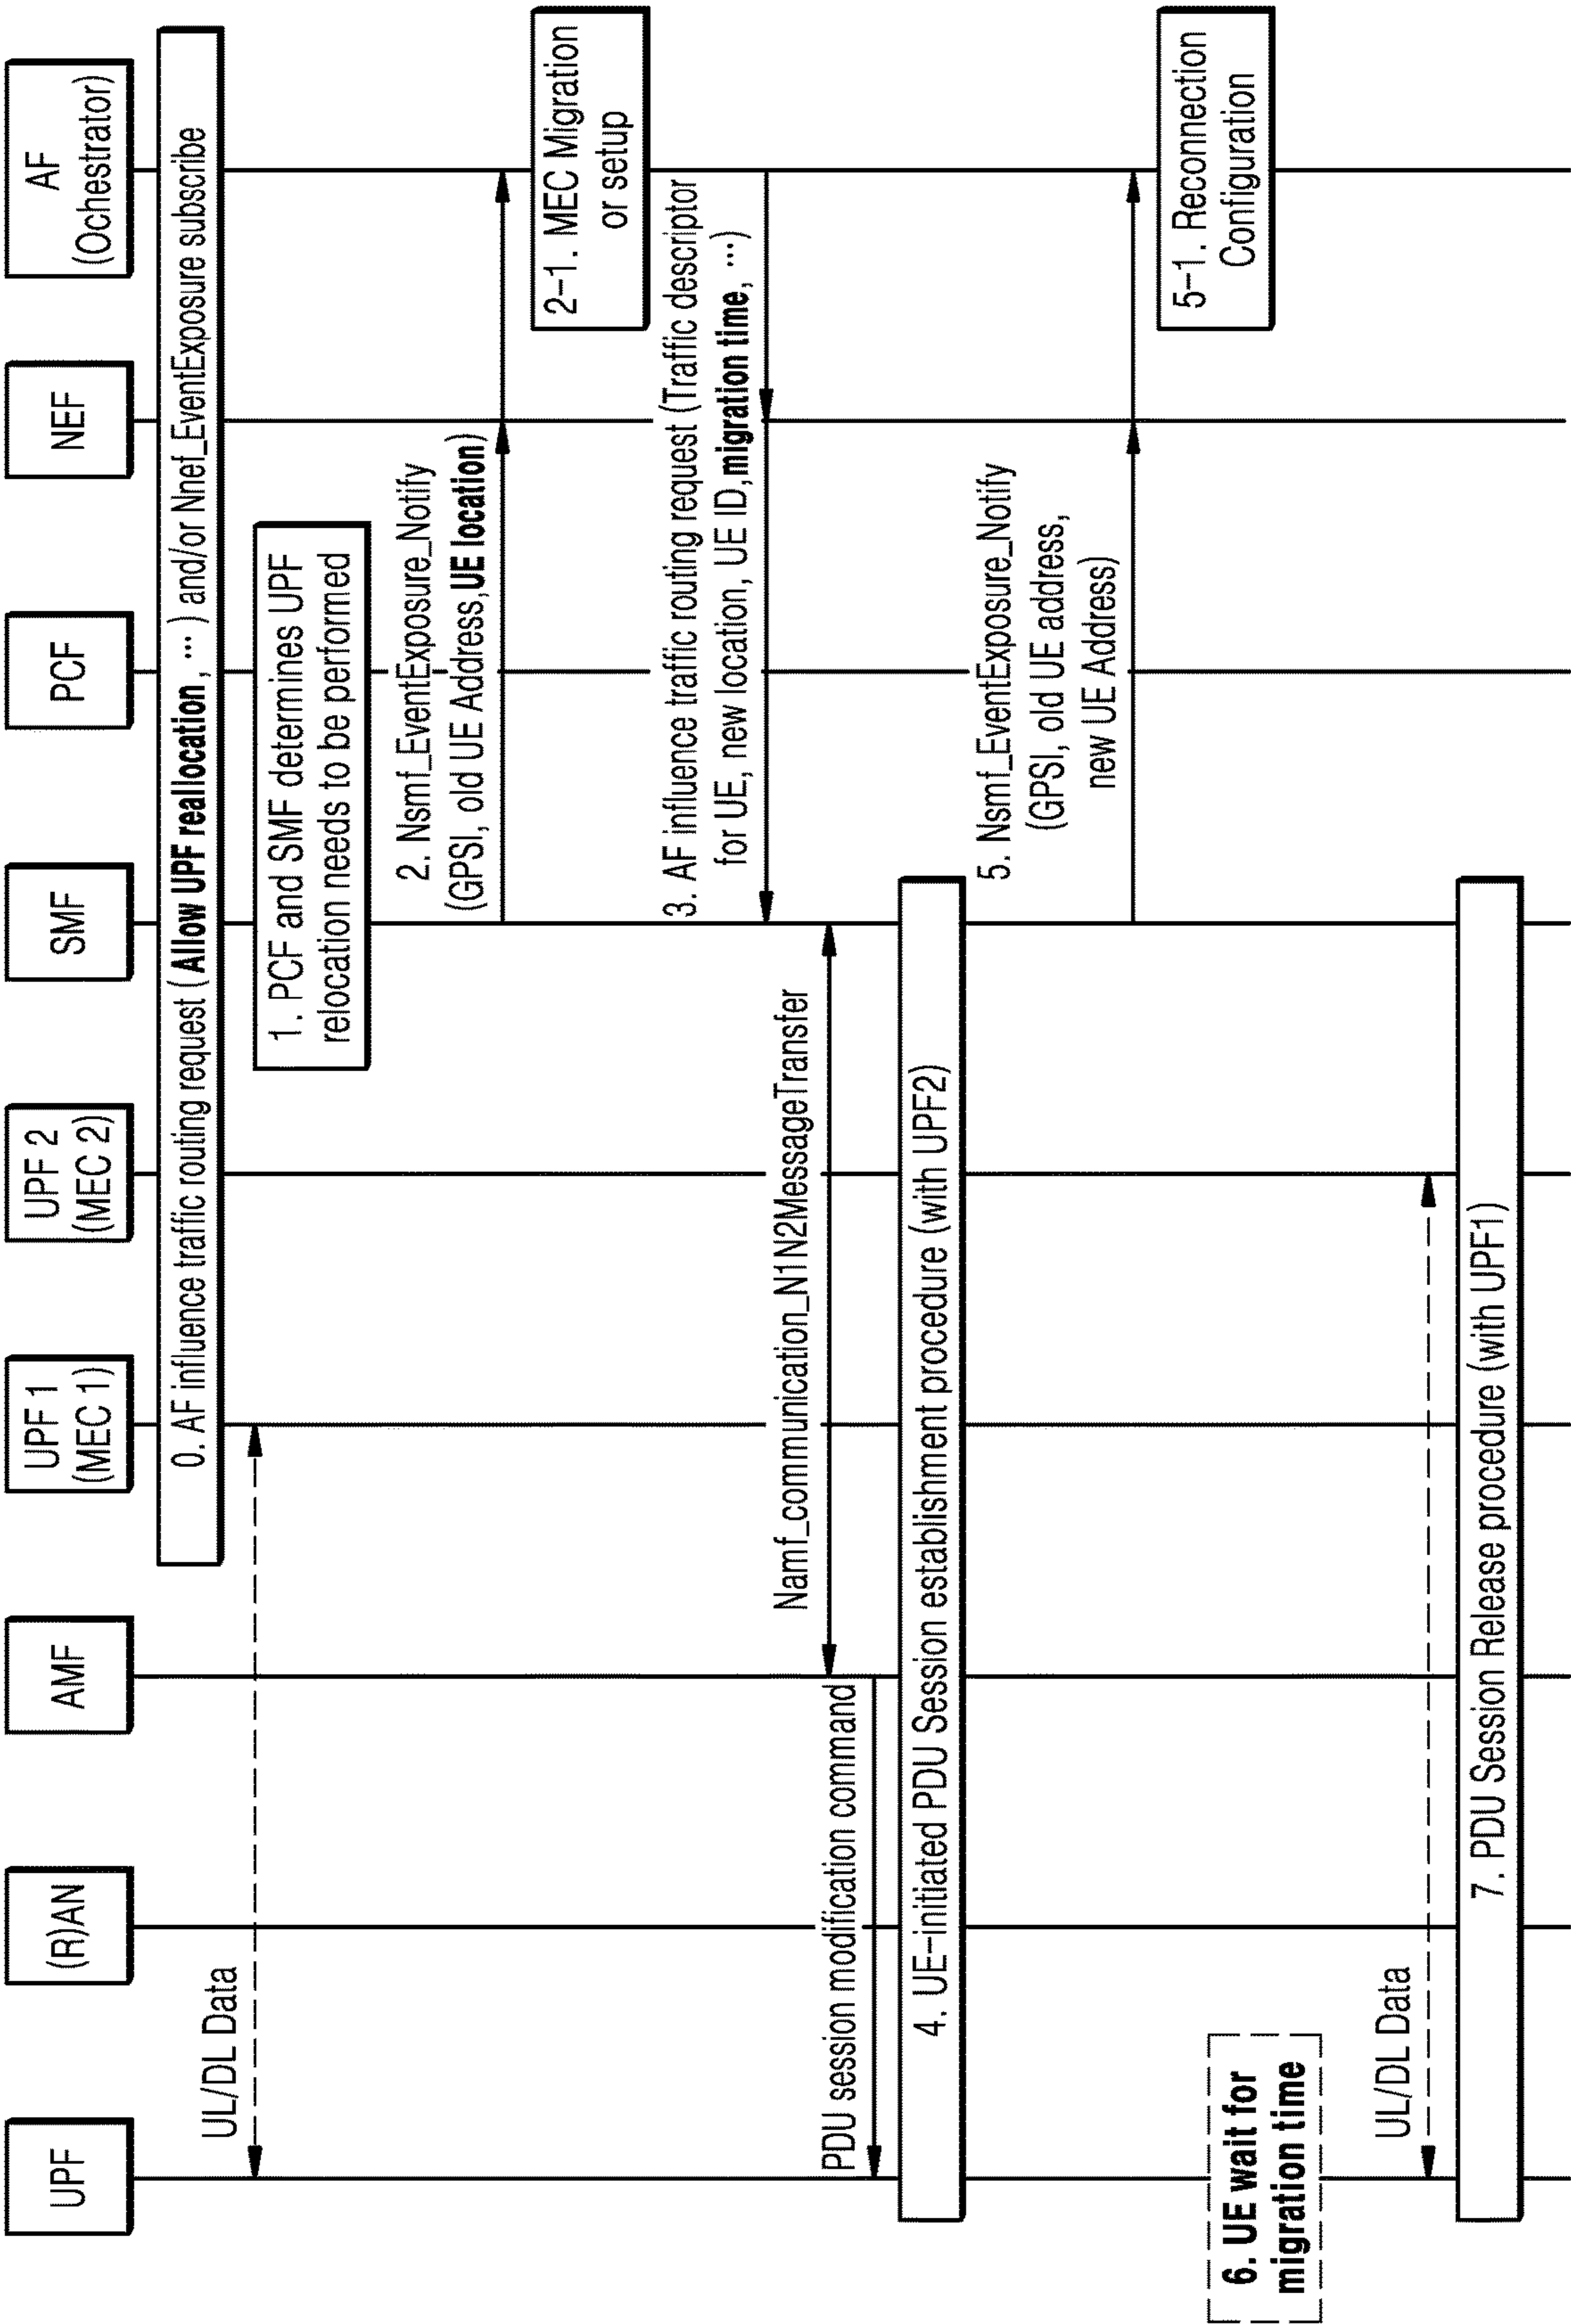 UPF
(R)AN
AMF
UPF 1
(MEC 1)
UPF 2
(MEC 2)
SMF
PCF
NEF
AF
(Ochestrator)
0. AF influence traffic routing request (Allow UPF reallocation, ···) and/or Nnef_EventExposure subscribe
UL/DL Data
1. PCF and SMF determines UPF
relocation needs to be performed
2. Nsmf_EventExposure_Notify
(GPSI, old UE Address, UE location)
2-1. MEC Migration
or setup
3. AF influence traffic routing request (Traffic descriptor
for UE, new location, UE ID, migration time, ···)
Namf_communication_N1N2MessageTransfer
PDU session modification command
4. UE-initiated PDU Session establishment procedure (with UPF2)
5. Nsmf_EventExposure_Notify
(GPSI, old UE address,
new UE Address)
5-1. Reconnection
Configuration
6. UE wait for
migration time
UL/DL Data
7. PDU Session Release procedure (with UPF1)